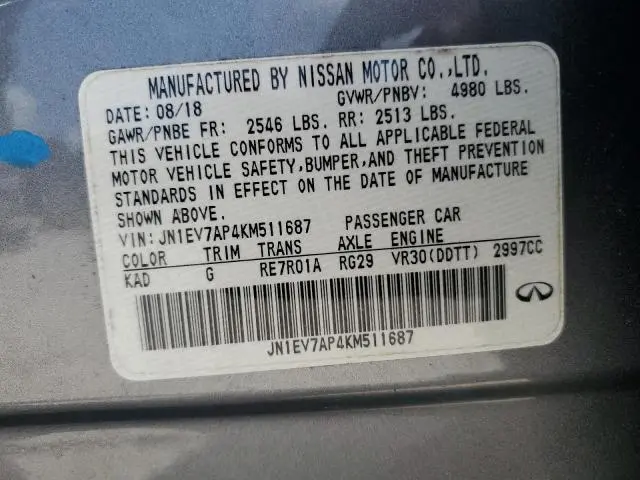 MANUFACTURED BY NISSAN MOTOR CO.,LTD.
DATE: 08/18 GVWR/PNBV: 4980 LBS.
GAWR/PNBE FR: 2546 LBS. RR: 2513 LBS.
THIS VEHICLE CONFORMS TO ALL APPLICABLE FEDERAL
MOTOR VEHICLE SAFETY,BUMPER,AND THEFT PREVENTION
STANDARDS IN EFFECT ON THE DATE OF MANUFACTURE
SHOWN ABOVE.
VIN:JN1EV7AP4KM511687 PASSENGER CAR
COLOR TRIM TRANS AXLE ENGINE
KAD G RE7R01A RG29 VR30(DDTT) 2997CC
JN1EV7AP4KM511687